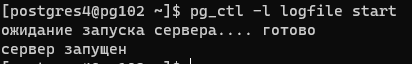 [postgres4@pg102 ~]$ pg_ctl -l logfile start
ожидание запуска сервера.... готово
сервер запущен